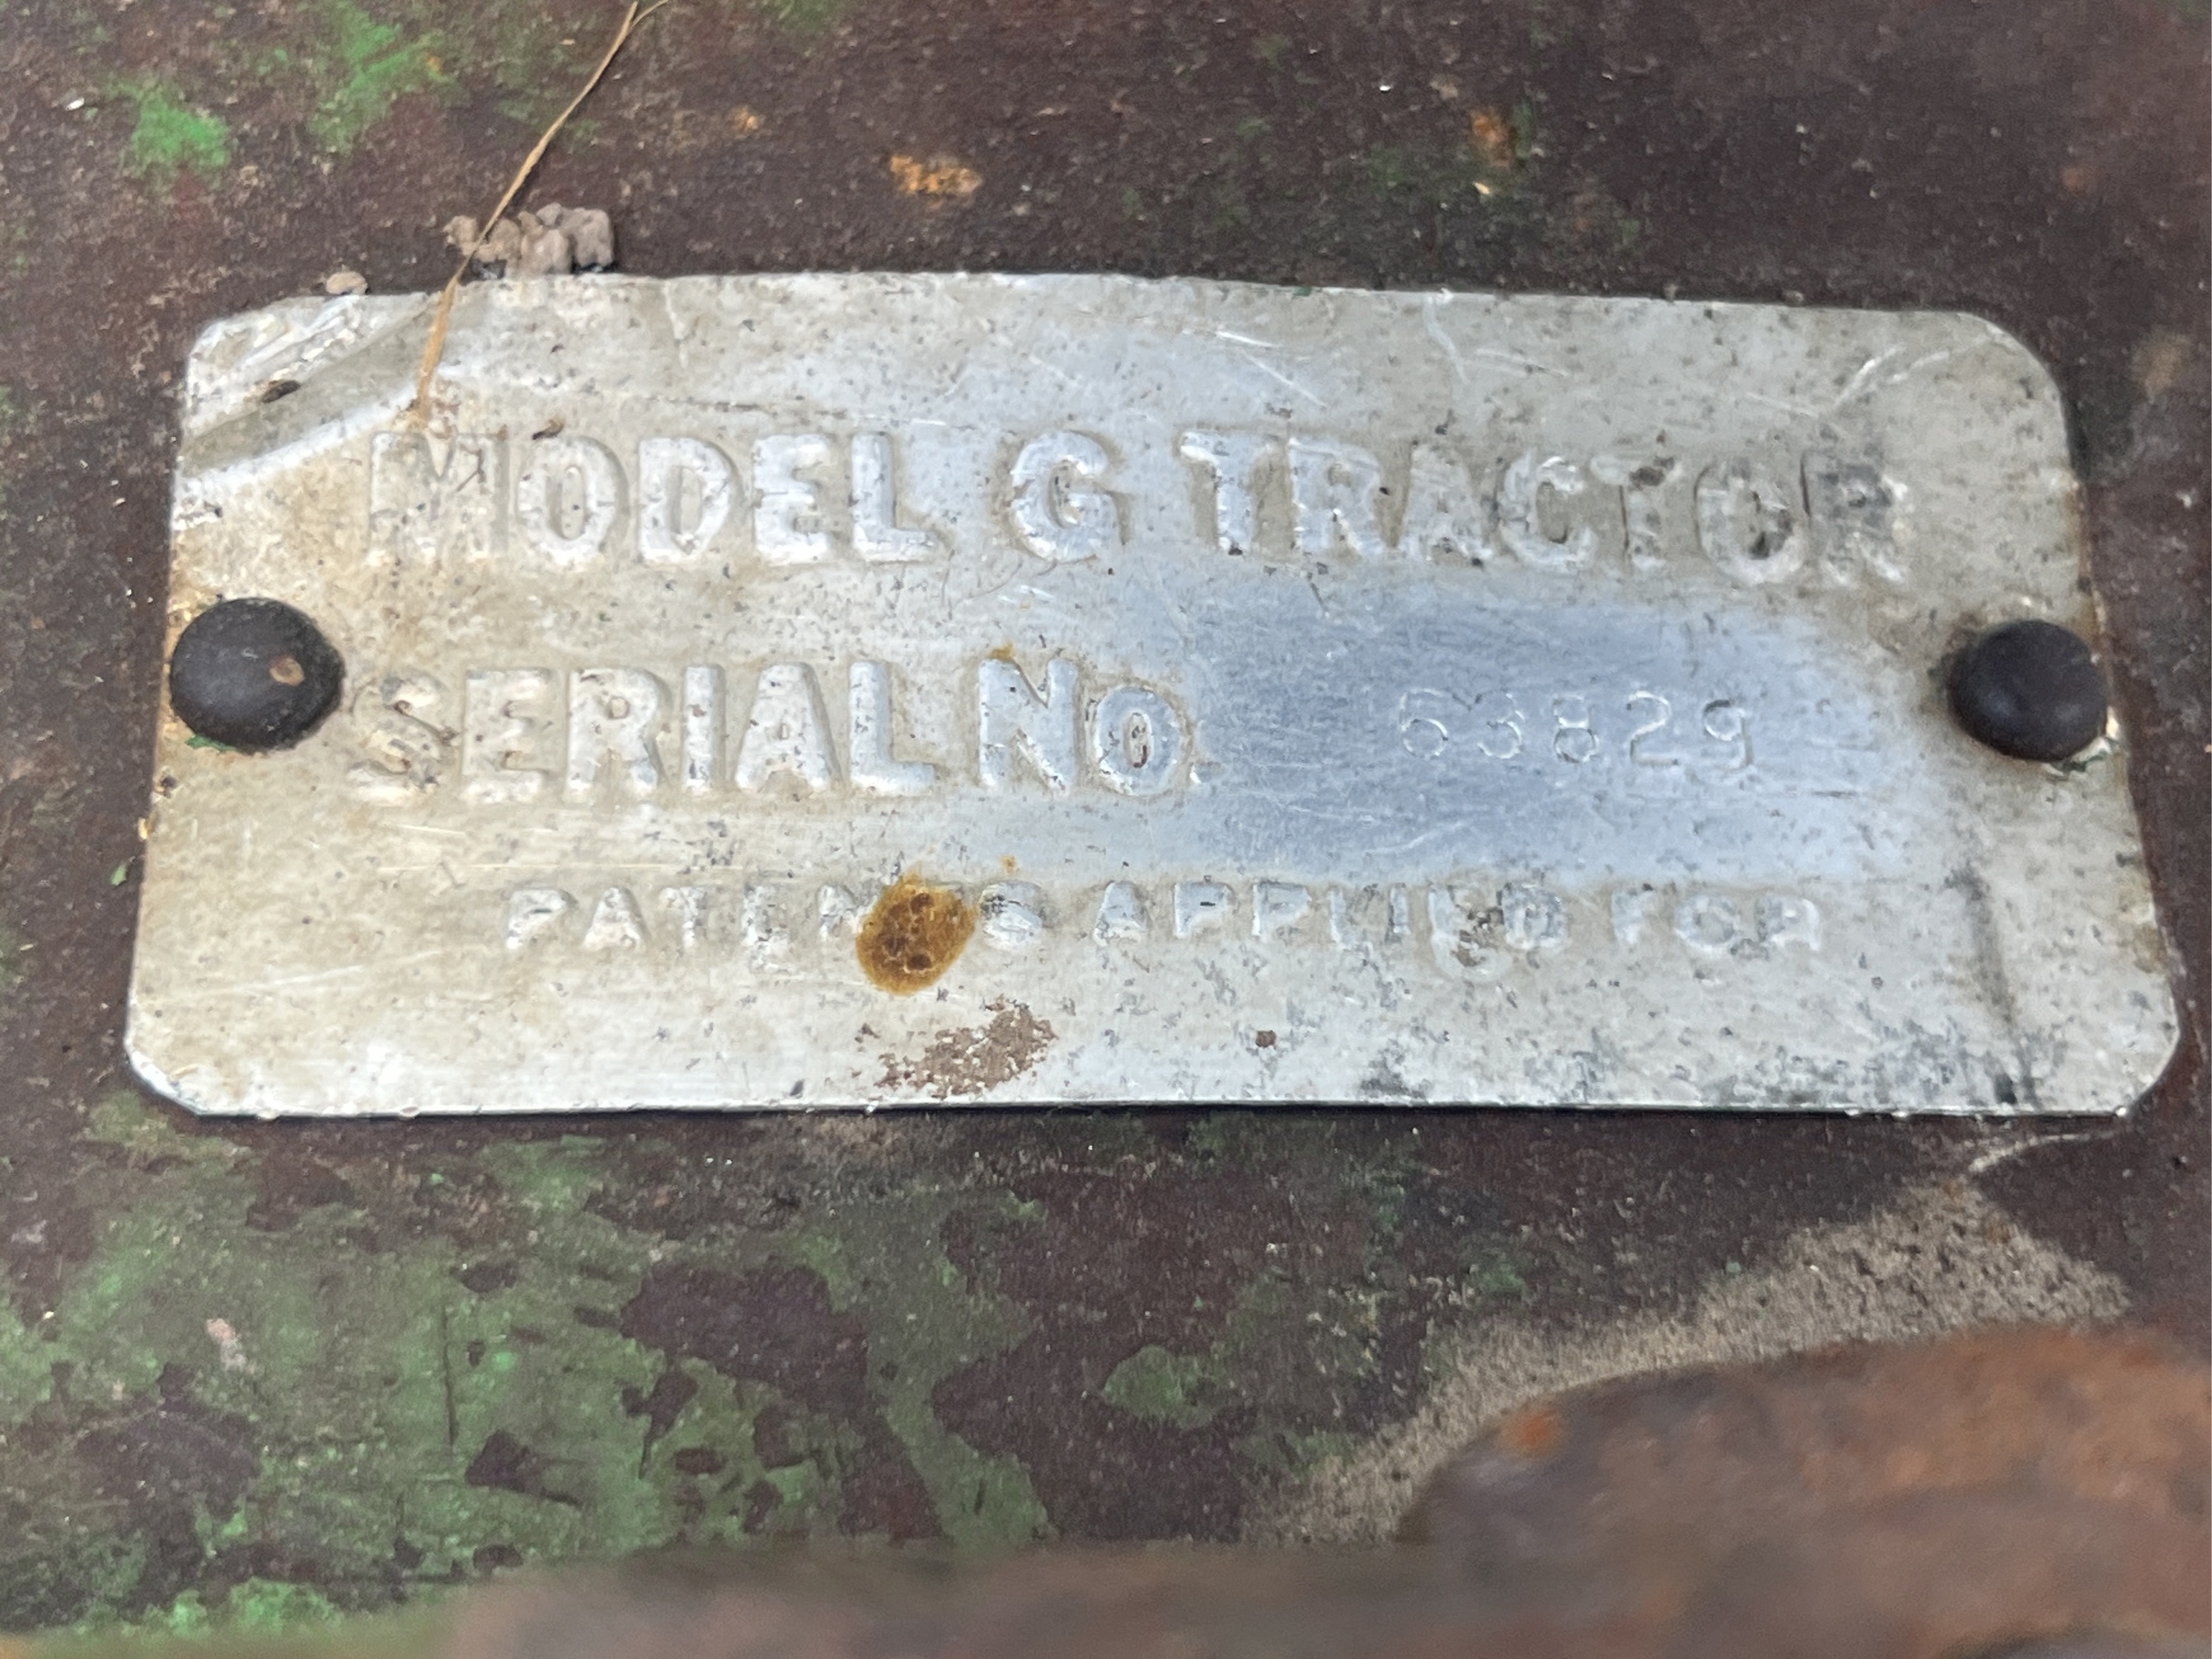 MODEL G TRACTOR
SERIAL NO. 63829
PATENTS APPLIED FOR